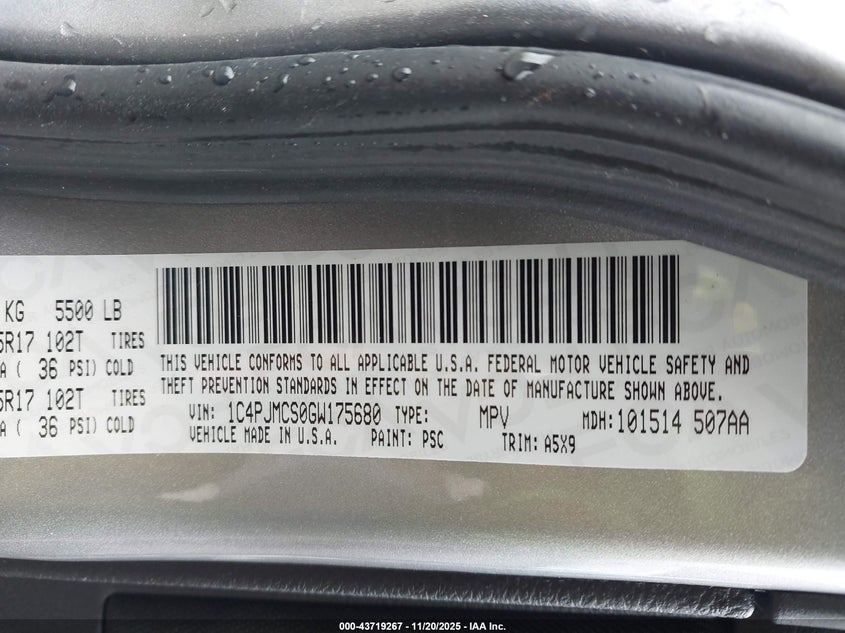 KG 5500 LB
5R17 102T TIRES
A ( 36 PSI) COLD
5R17 102T TIRES
A ( 36 PSI) COLD
THIS VEHICLE CONFORMS TO ALL APPLICABLE U.S.A. FEDERAL MOTOR VEHICLE SAFETY AND
THEFT PREVENTION STANDARDS IN EFFECT ON THE DATE OF MANUFACTURE SHOWN ABOVE.
VIN: 1C4PJMCS0GW175680 TYPE: MPV MDH: 101514 507AA
VEHICLE MADE IN U.S.A. PAINT: PSC TRIM: A5X9
000-43719267 - 11/20/2025 - IAA Inc.